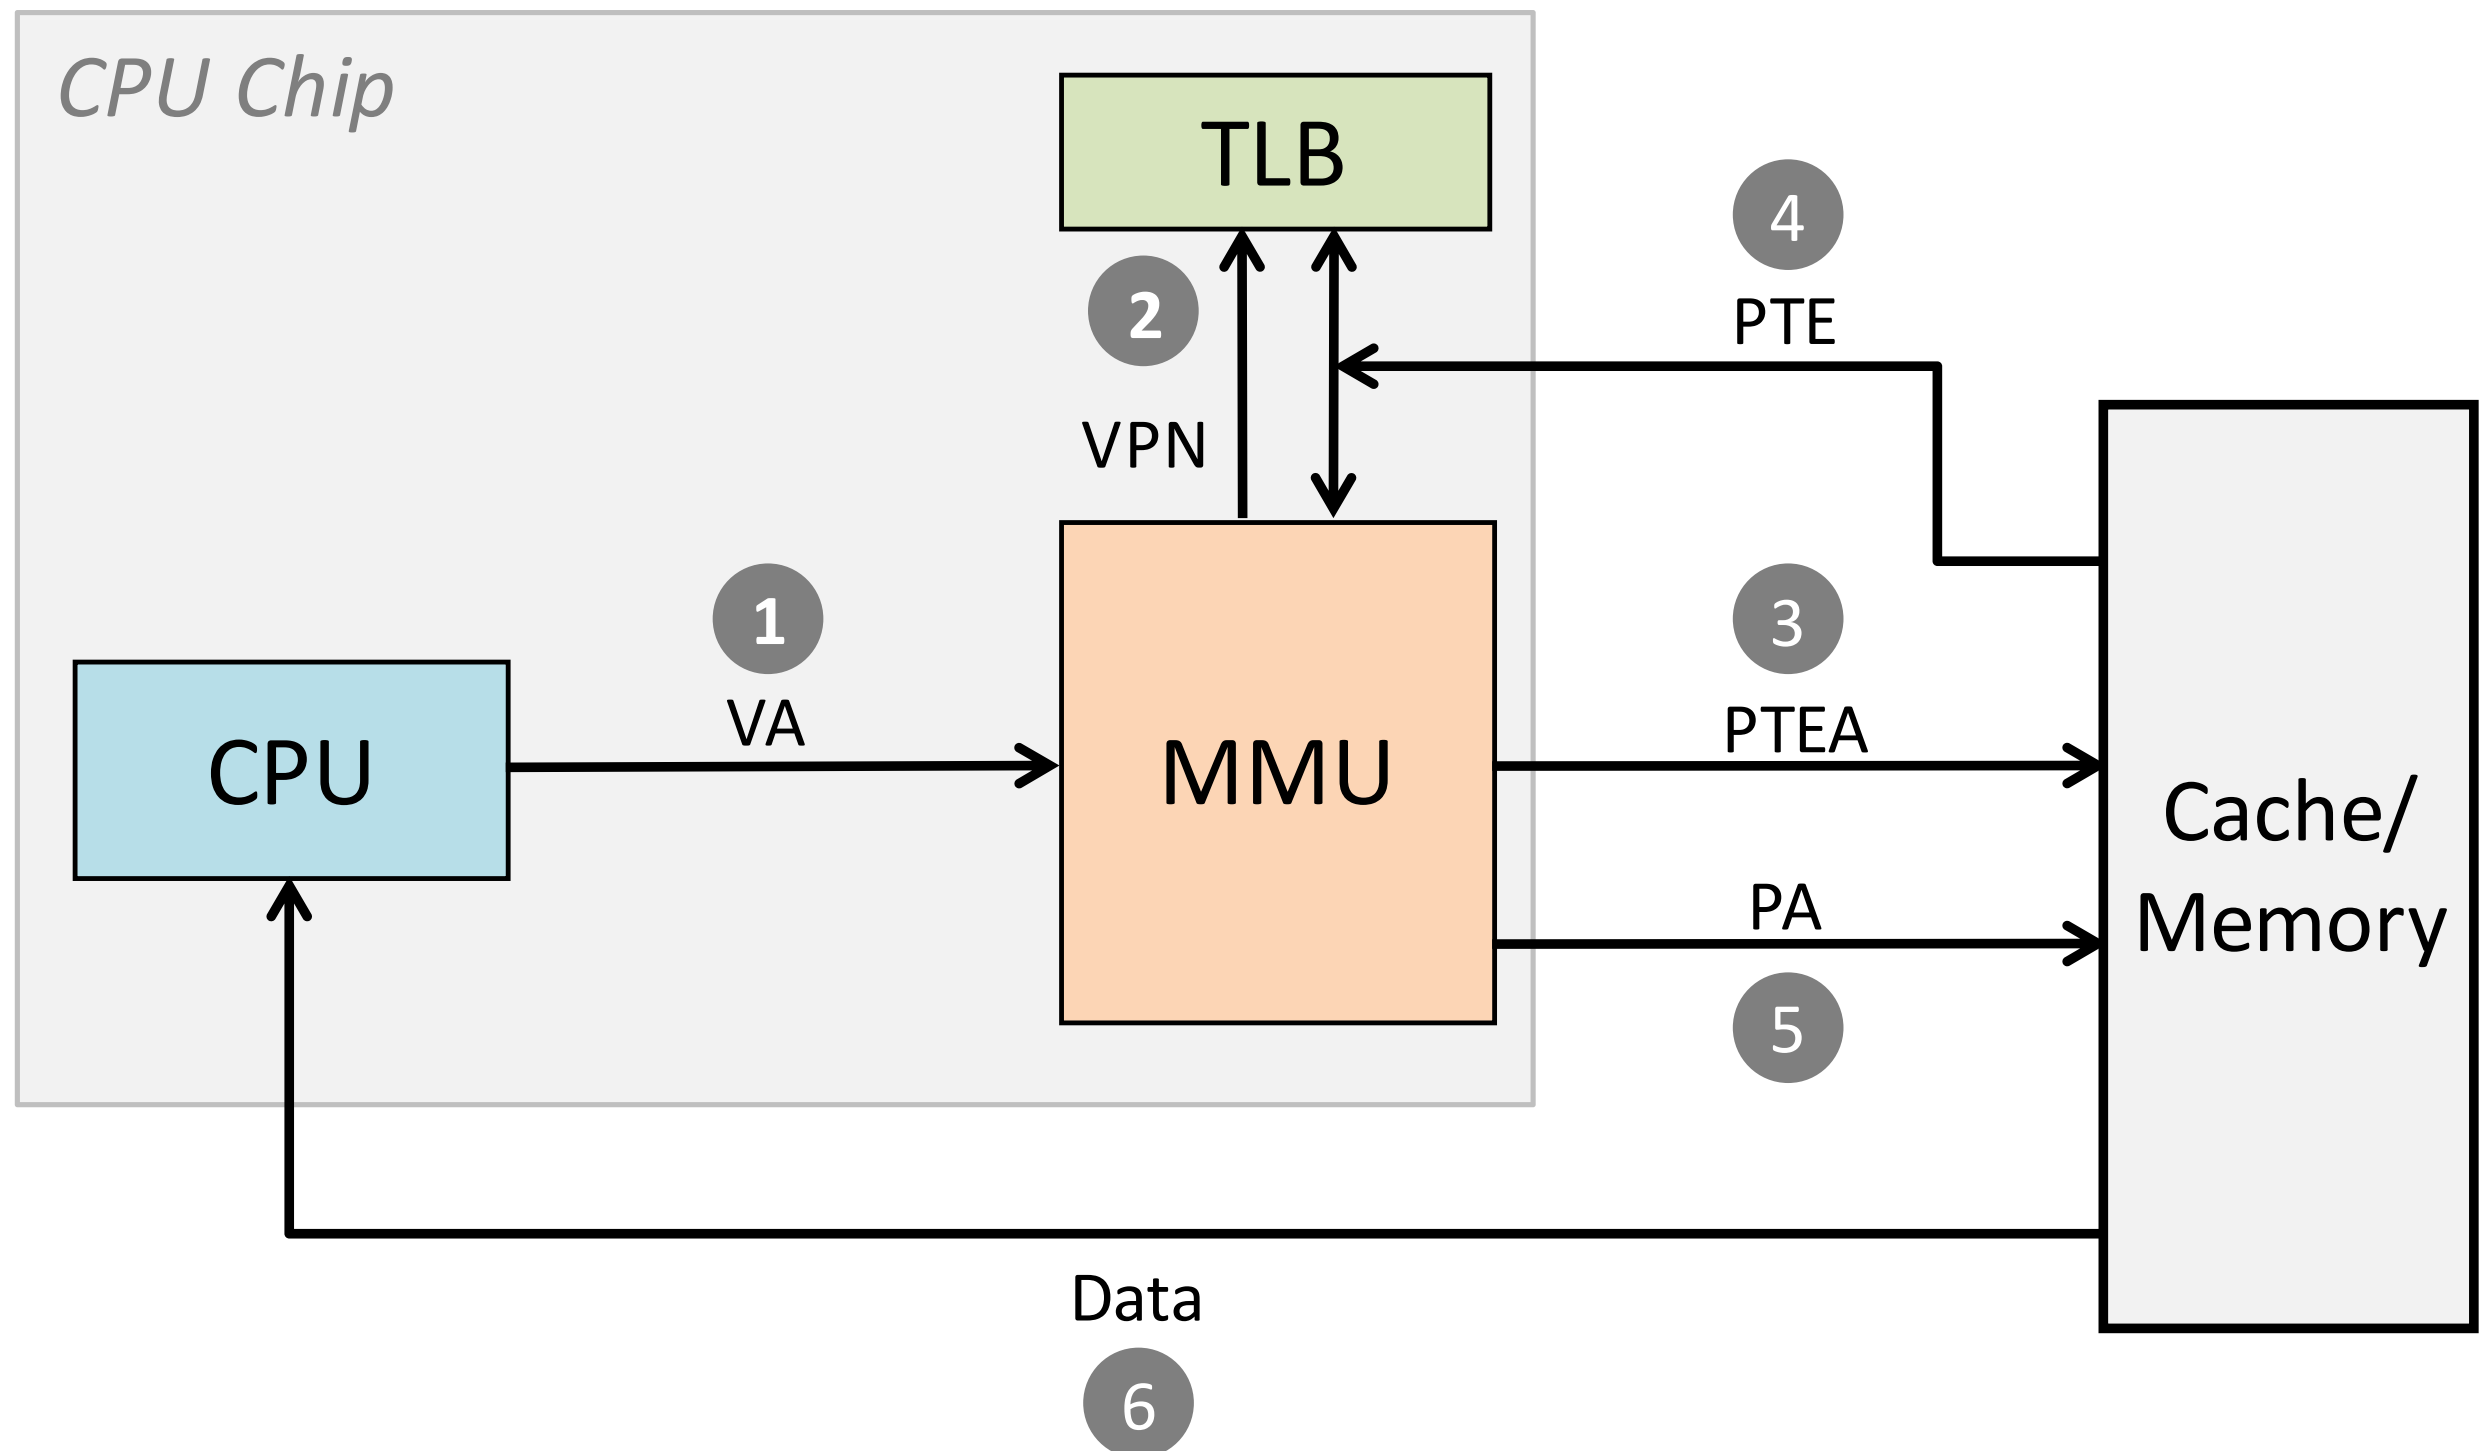 CPU Chip
TLB
4
2
PTE
VPN
1
3
VA
PTEA
CPU
MMU
Cache/
Memory
PA
5
Data
6